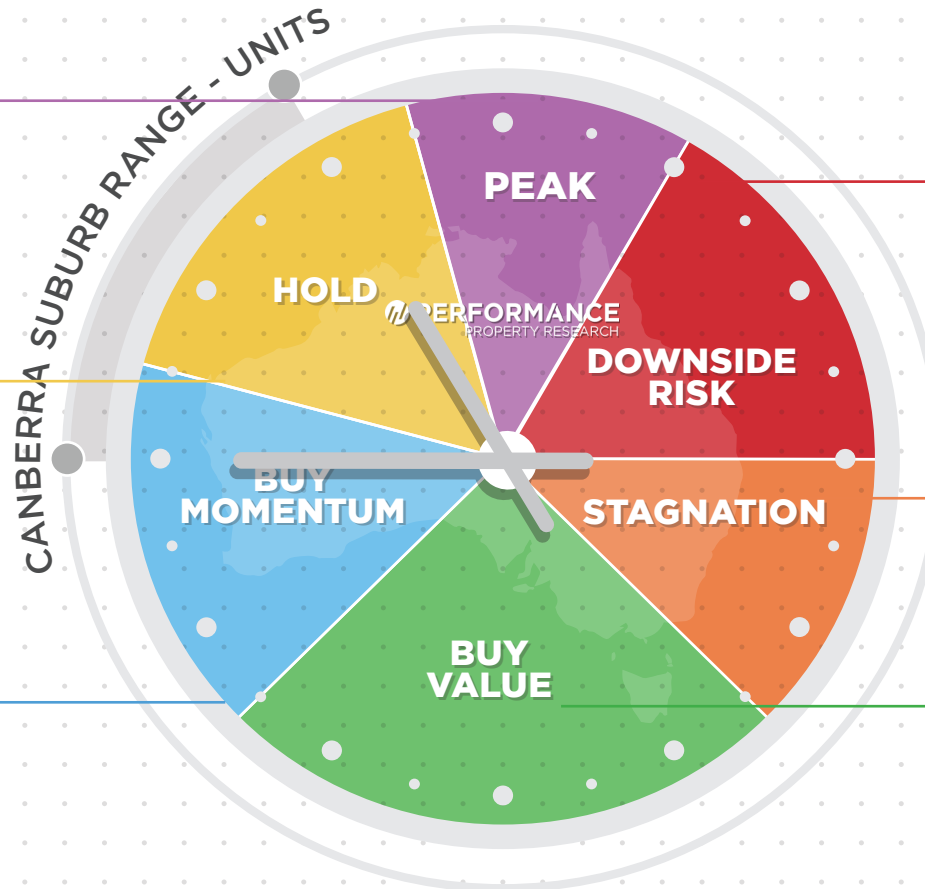 CANBERRA SUBURB RANGE - UNITS
PEAK
HOLD
PERFORMANCE
PROPERTY RESEARCH
DOWNSIDE
RISK
BUY
MOMENTUM
STAGNATION
BUY
VALUE